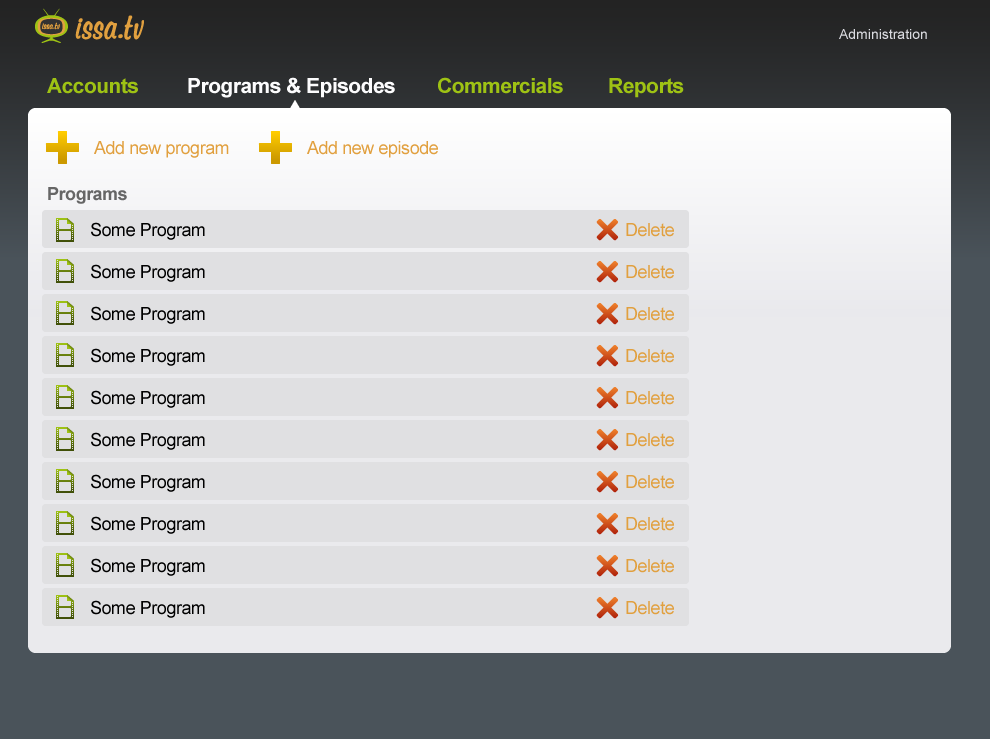 issa.tv issa.tv
Administration
Accounts Programs & Episodes Commercials Reports
Add new program Add new episode
Programs
Some Program Delete
Some Program Delete
Some Program Delete
Some Program Delete
Some Program Delete
Some Program Delete
Some Program Delete
Some Program Delete
Some Program Delete
Some Program Delete